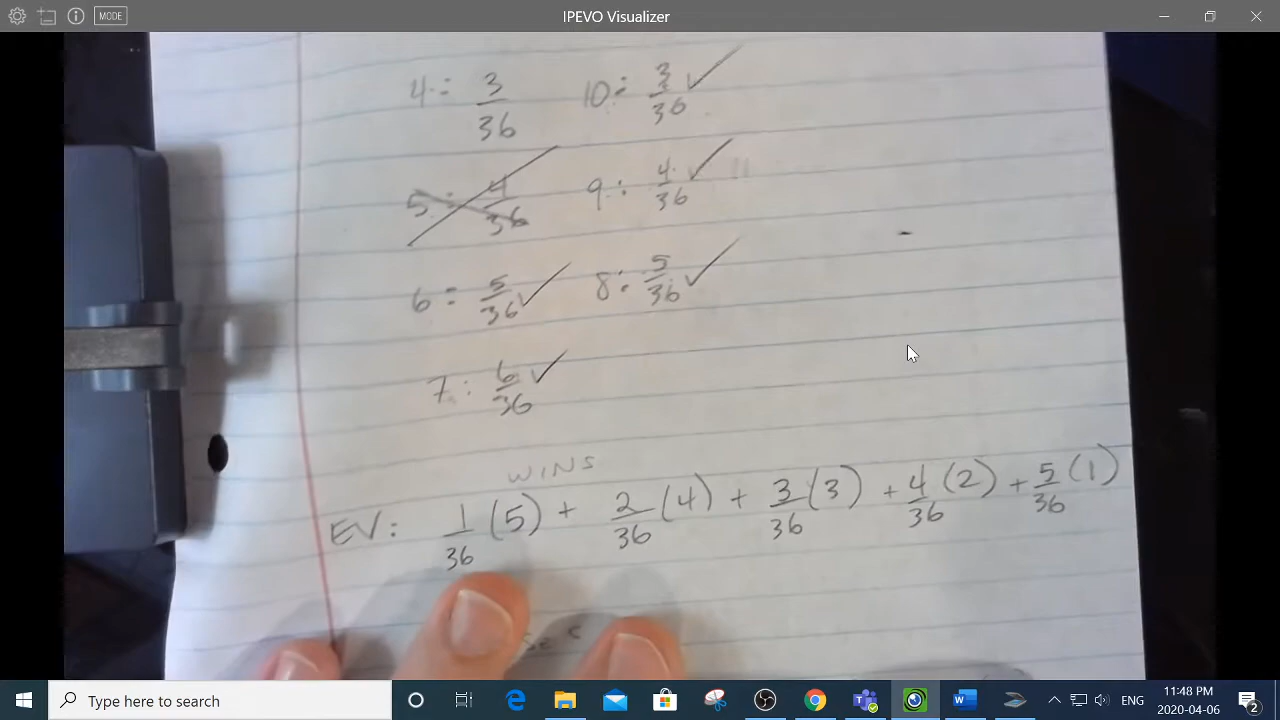 MODE
IPEVO Visualizer
4 : 3/36 10 : 3/36 ✓
5 : 4/36 9 : 4/36 ✓
6 : 5/36 ✓ 8 : 5/36 ✓
7 : 6/36 ✓
WINS
EV: 1/36 (5) + 2/36 (4) + 3/36 (3) + 4/36 (2) + 5/36 (1)
Type here to search
ENG
11:48 PM
2020-04-06
2